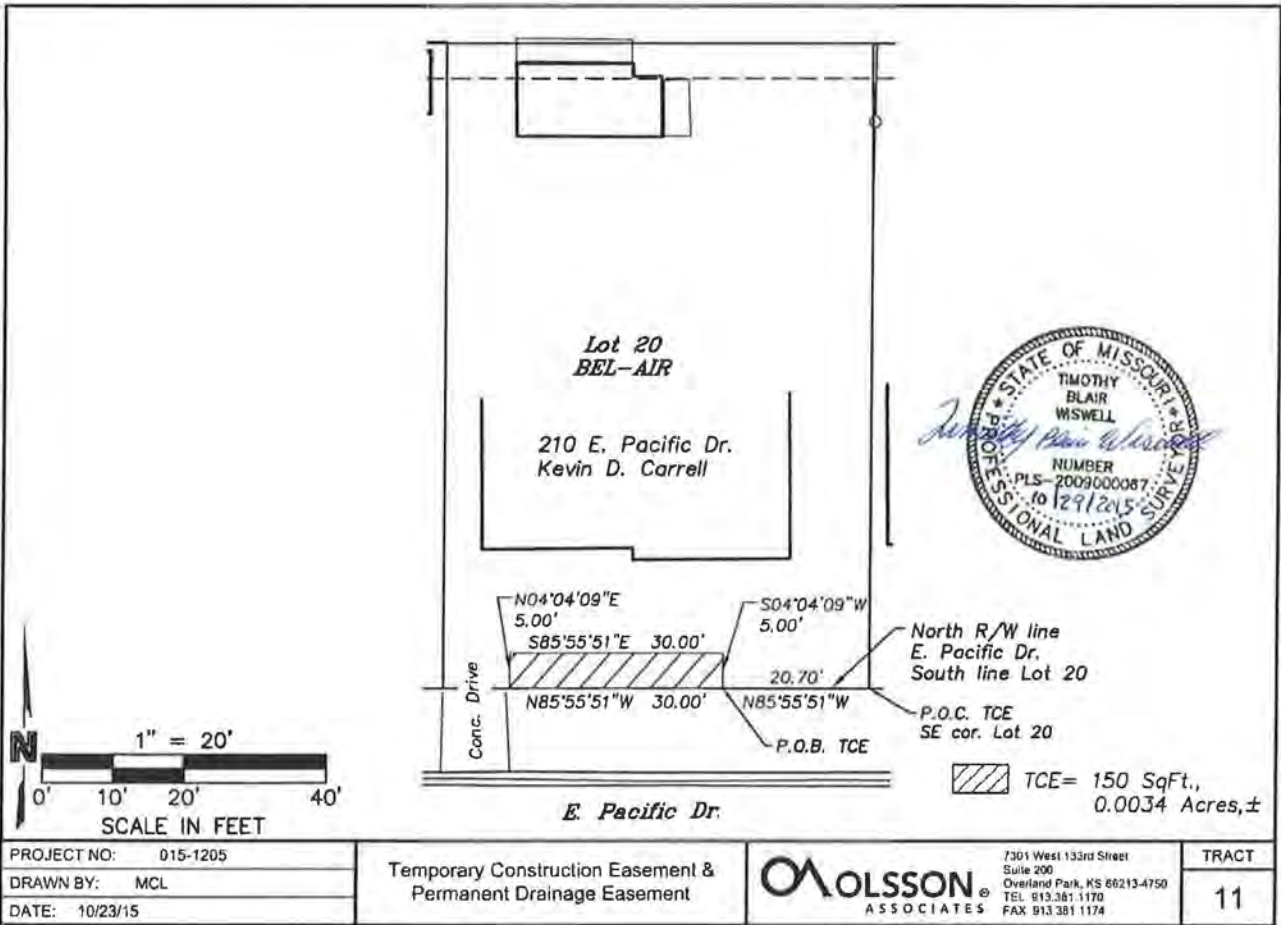 Lot 20
BEL-AIR
210 E. Pacific Dr.
Kevin D. Carrell
STATE OF MISSOURI
TIMOTHY
BLAIR
WISWELL
NUMBER
PLS-2009000067
10/29/2015
PROFESSIONAL LAND SURVEYOR
N04°04'09"E
5.00'
S04°04'09"W
5.00'
S85°55'51"E 30.00'
N85°55'51"W 30.00'
20.70'
N85°55'51"W
North R/W line
E. Pacific Dr.
South line Lot 20
P.O.C. TCE
SE cor. Lot 20
P.O.B. TCE
Conc. Drive
E. Pacific Dr.
TCE= 150 SqFt.,
0.0034 Acres,±
N
1" = 20'
0' 10' 20' 40'
SCALE IN FEET
PROJECT NO: 015-1205
DRAWN BY: MCL
DATE: 10/23/15
Temporary Construction Easement &
Permanent Drainage Easement
OA OLSSON ®
ASSOCIATES
7301 West 133rd Street
Suite 200
Overland Park, KS 66213-4750
TEL 913.381.1170
FAX 913 381 1174
TRACT
11